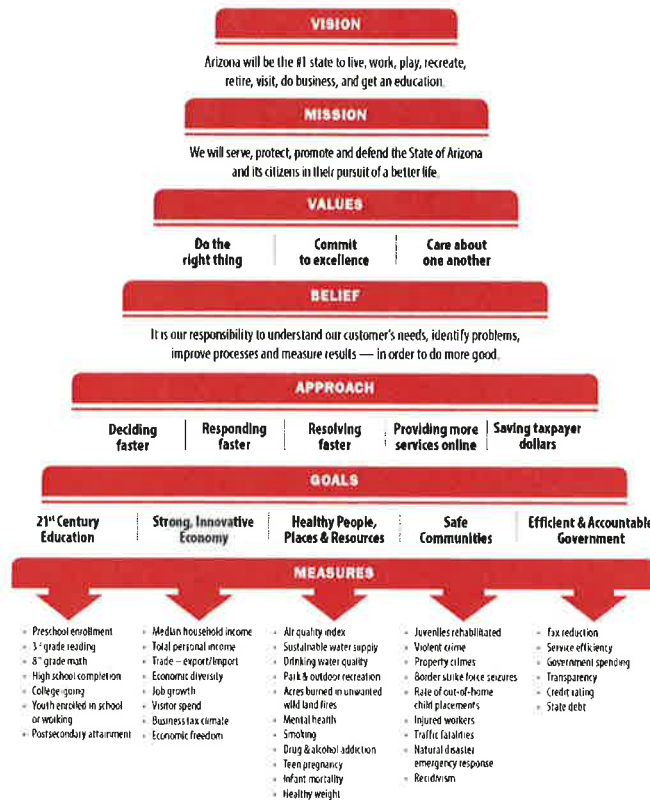 VISION
Arizona will be the #1 state to live, work, play, recreate,
retire, visit, do business, and get an education.
MISSION
We will serve, protect, promote and defend the State of Arizona
and its citizens in their pursuit of a better life.
VALUES
Do the
right thing
Commit
to excellence
Care about
one another
BELIEF
It is our responsibility to understand our customer's needs, identify problems,
improve processes and measure results — in order to do more good.
APPROACH
Deciding
faster
Responding
faster
Resolving
faster
Providing more
services online
Saving taxpayer
dollars
GOALS
21st Century
Education
Strong, Innovative
Economy
Healthy People,
Places & Resources
Safe
Communities
Efficient & Accountable
Government
MEASURES
Preschool enrollment
3rd grade reading
8th grade math
High school completion
College-going
Youth enrolled in school
or working
Postsecondary attainment
Median household income
Total personal income
Trade – export/import
Economic diversity
Job growth
Visitor spend
Business tax climate
Economic freedom
Air quality index
Sustainable water supply
Drinking water quality
Park & outdoor recreation
Acres burned in unwanted
wild land fires
Mental health
Smoking
Drug & alcohol addiction
Teen pregnancy
Infant mortality
Healthy weight
Juveniles rehabilitated
Violent crime
Property crimes
Border strike force seizures
Rate of out-of-home
child placements
Injured workers
Traffic fatalities
Natural disaster
emergency response
Recidivism
Tax reduction
Service efficiency
Government spending
Transparency
Credit rating
State debt